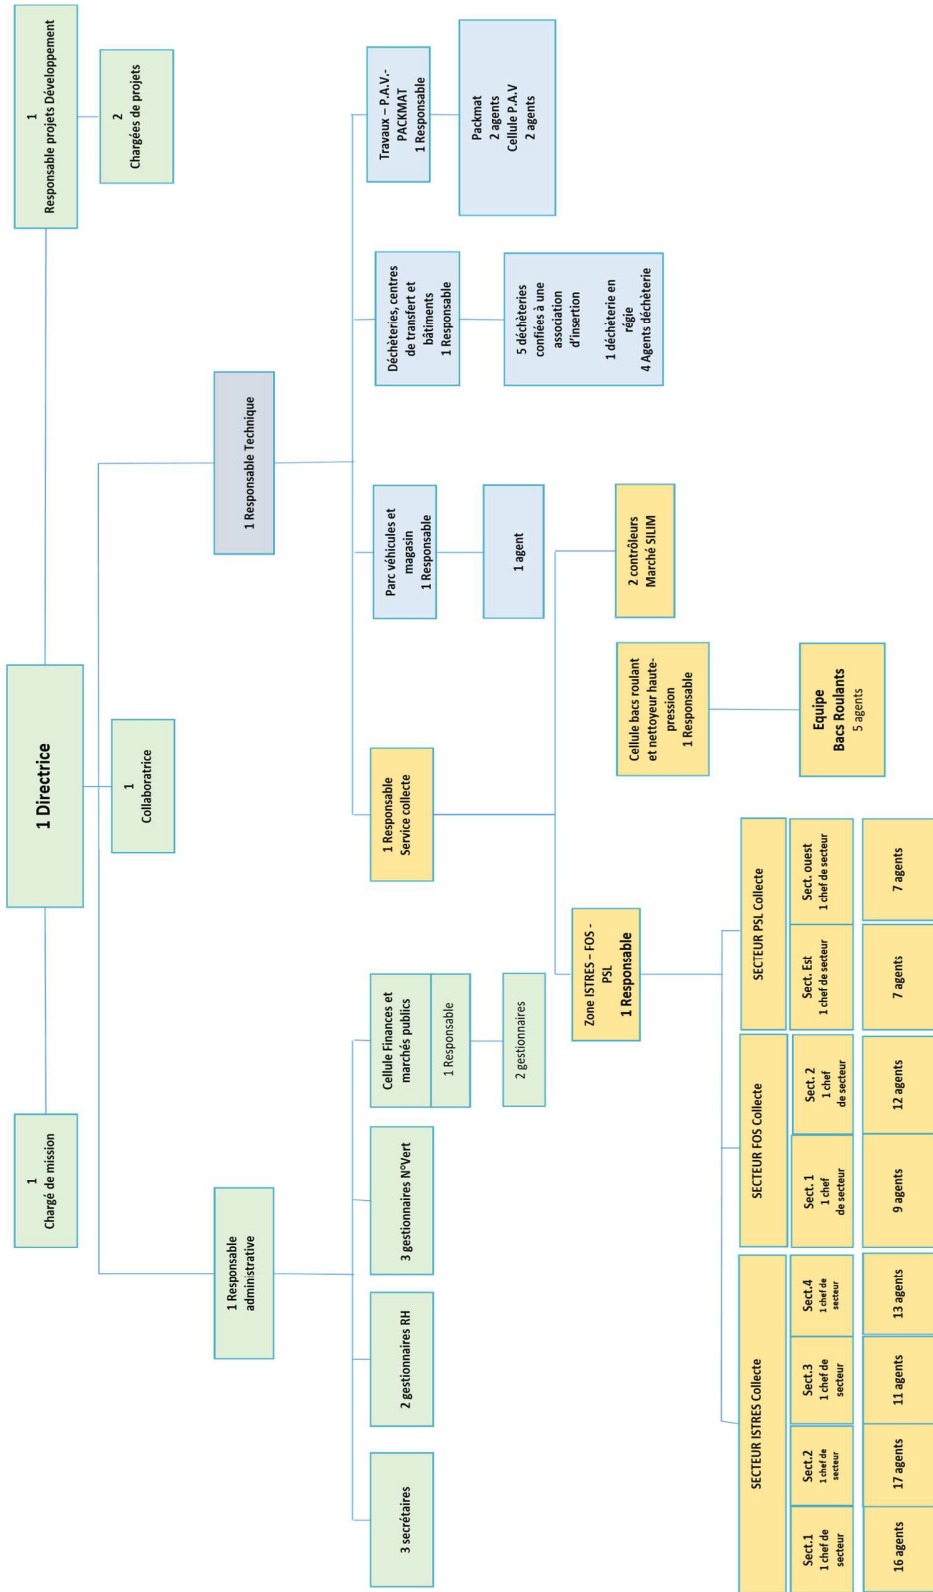 1 Directrice
1
Chargé de mission
1
Collaboratrice
1
Responsable projets Développement
2
Chargées de projets
1 Responsable
administrative
1 Responsable Technique
3 secrétaires
2 gestionnaires RH
3 gestionnaires N°Vert
Cellule Finances et
marchés publics
1 Responsable
2 gestionnaires
1 Responsable
Service collecte
Parc véhicules et
magasin
1 Responsable
1 agent
Déchèteries, centres
de transfert et
bâtiments
1 Responsable
5 déchèteries
confiées à une
association
d'insertion
1 déchèterie en
régie
4 Agents déchèterie
Travaux – P.A.V.-
PACKMAT
1 Responsable
Packmat
2 agents
Cellule P.A.V
2 agents
Zone ISTRES – FOS -
PSL
1 Responsable
Cellule bacs roulant
et nettoyeur haute-
pression
1 Responsable
2 contrôleurs
Marché SILIM
Equipe
Bacs Roulants
5 agents
SECTEUR ISTRES Collecte
Sect.1
1 chef de
secteur
Sect.2
1 chef de
secteur
Sect.3
1 chef de
secteur
Sect.4
1 chef de
secteur
16 agents
17 agents
11 agents
13 agents
SECTEUR FOS Collecte
Sect. 1
1 chef
de secteur
Sect. 2
1 chef
de secteur
9 agents
12 agents
SECTEUR PSL Collecte
Sect. Est
1 chef de secteur
Sect. ouest
1 chef de secteur
7 agents
7 agents